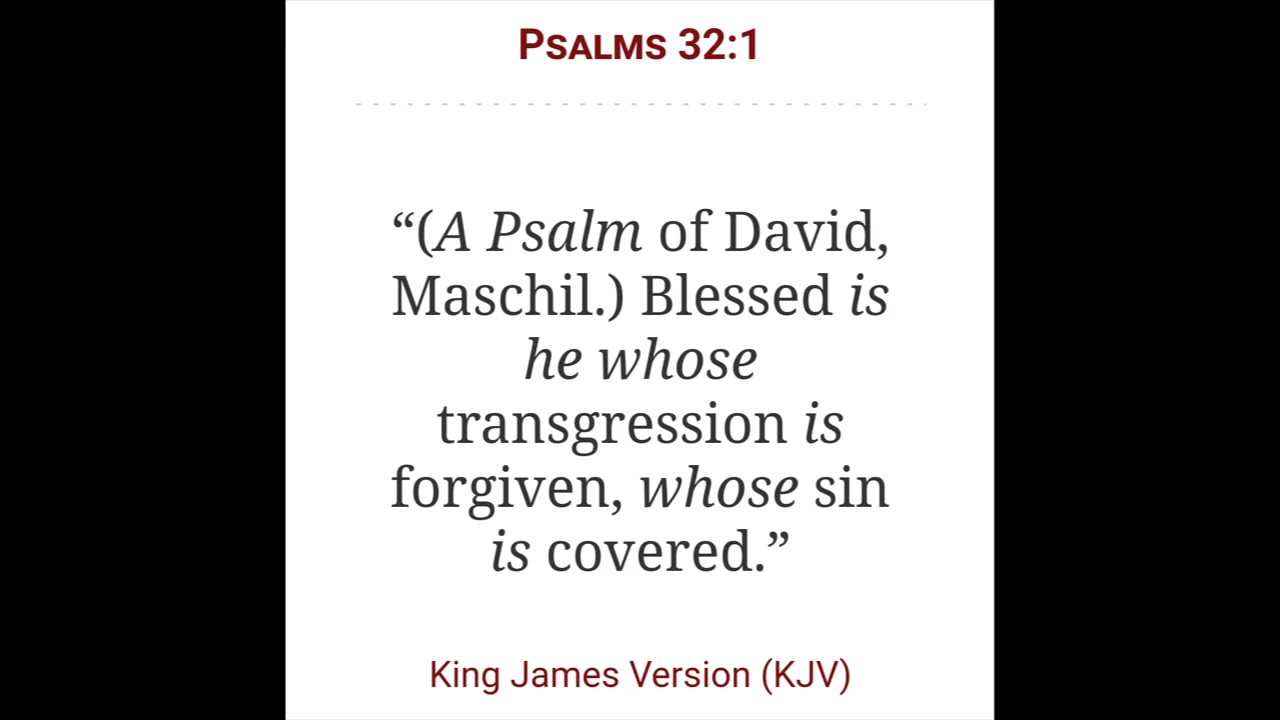 Psalms 32:1
“(A Psalm of David,
Maschil.) Blessed is
he whose
transgression is
forgiven, whose sin
is covered.”
King James Version (KJV)